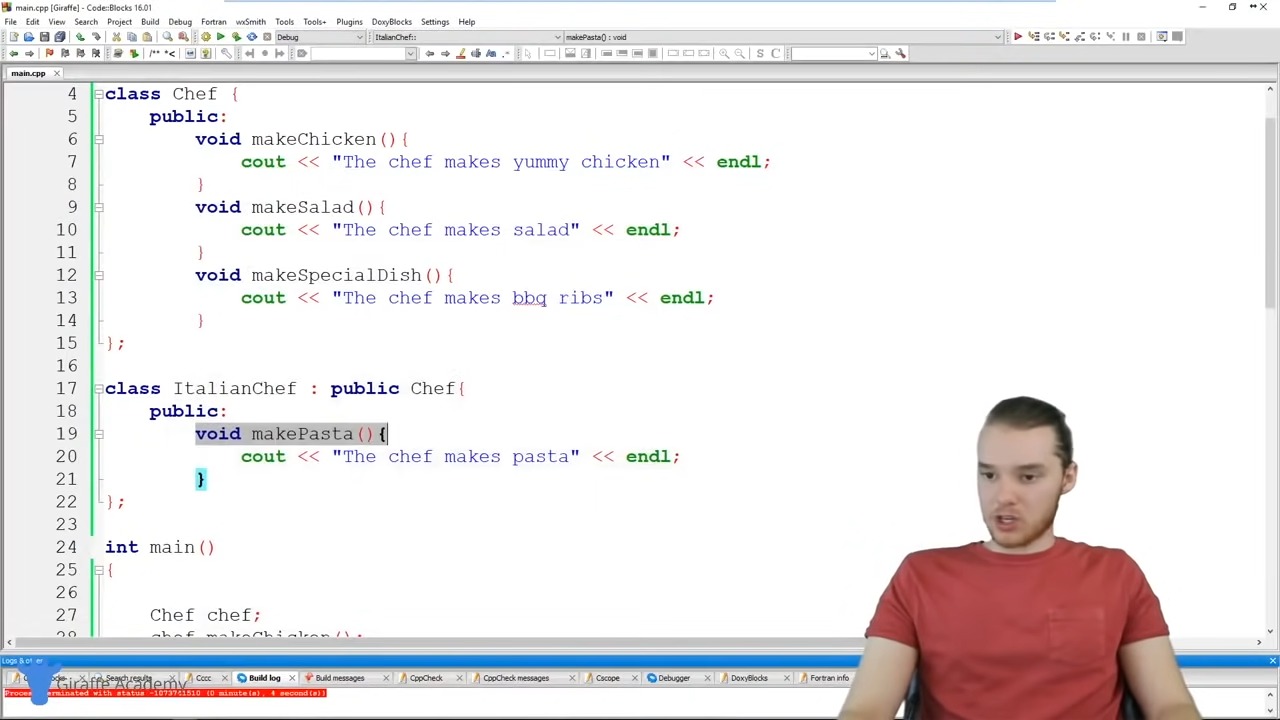 main.cpp [Giraffe] - Code::Blocks 16.01
File Edit View Search Project Build Debug Fortran wxSmith Tools Tools+ Plugins DoxyBlocks Settings Help
Debug ItalianChef:: makePasta() : void
main.cpp
4 class Chef {
5 public:
6 void makeChicken(){
7 cout << "The chef makes yummy chicken" << endl;
8 }
9 void makeSalad(){
10 cout << "The chef makes salad" << endl;
11 }
12 void makeSpecialDish(){
13 cout << "The chef makes bbq ribs" << endl;
14 }
15 };
16
17 class ItalianChef : public Chef{
18 public:
19 void makePasta(){
20 cout << "The chef makes pasta" << endl;
21 }
22 };
23
24 int main()
25 {
26
27 Chef chef;
28 chef.makeChicken();
Logs & others
Search results Cccc Build log Build messages CppCheck CppCheck messages Cscope Debugger DoxyBlocks Fortran info
Giraffe Academy
Process terminated with status -1073741510 (0 minute(s), 4 second(s))